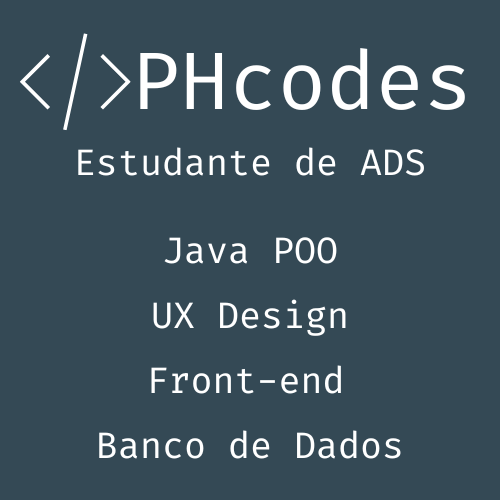 </>PHcodes
Estudante de ADS
Java POO
UX Design
Front-end
Banco de Dados